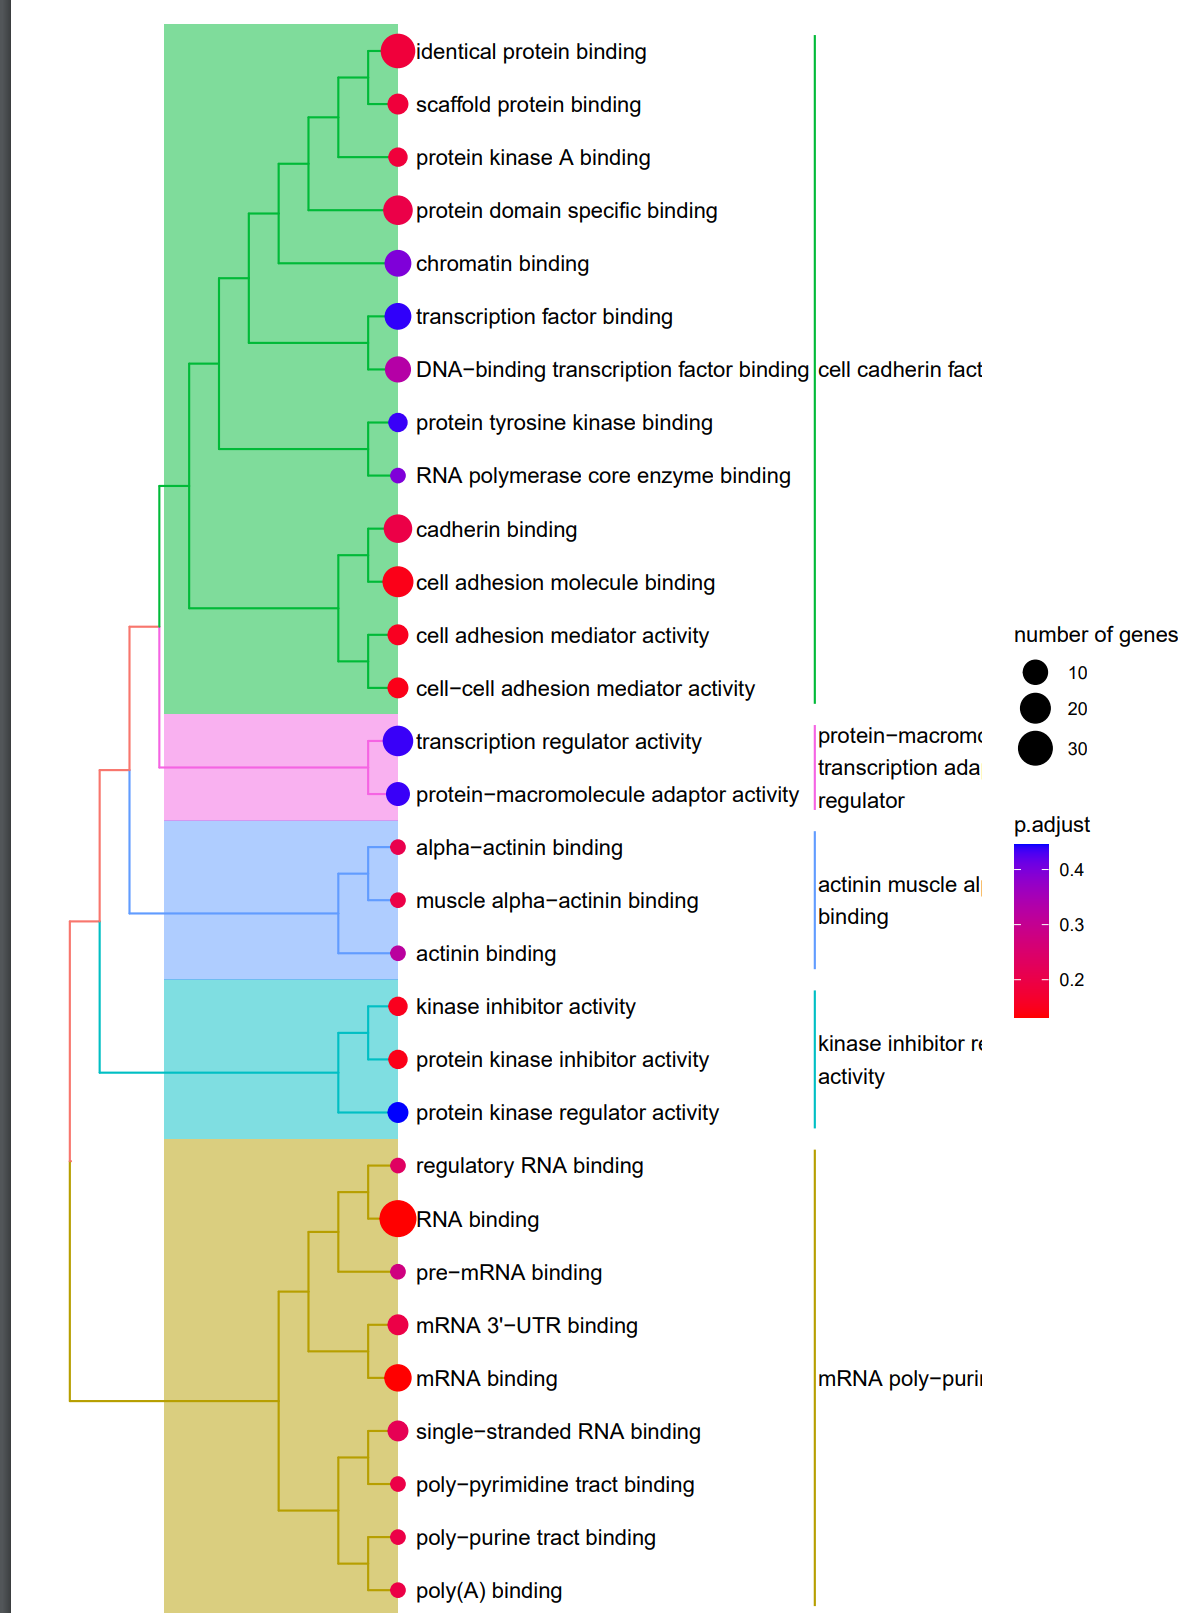 identical protein binding
scaffold protein binding
protein kinase A binding
protein domain specific binding
chromatin binding
transcription factor binding
DNA−binding transcription factor binding
cell cadherin fact
protein tyrosine kinase binding
RNA polymerase core enzyme binding
cadherin binding
cell adhesion molecule binding
cell adhesion mediator activity
cell−cell adhesion mediator activity
transcription regulator activity
protein−macromolecule adaptor activity
protein−macromo
transcription ada
regulator
alpha−actinin binding
muscle alpha−actinin binding
actinin binding
actinin muscle al
binding
kinase inhibitor activity
protein kinase inhibitor activity
protein kinase regulator activity
kinase inhibitor re
activity
regulatory RNA binding
RNA binding
pre−mRNA binding
mRNA 3'−UTR binding
mRNA binding
mRNA poly−purin
single−stranded RNA binding
poly−pyrimidine tract binding
poly−purine tract binding
poly(A) binding
number of genes
10
20
30
p.adjust
0.4
0.3
0.2